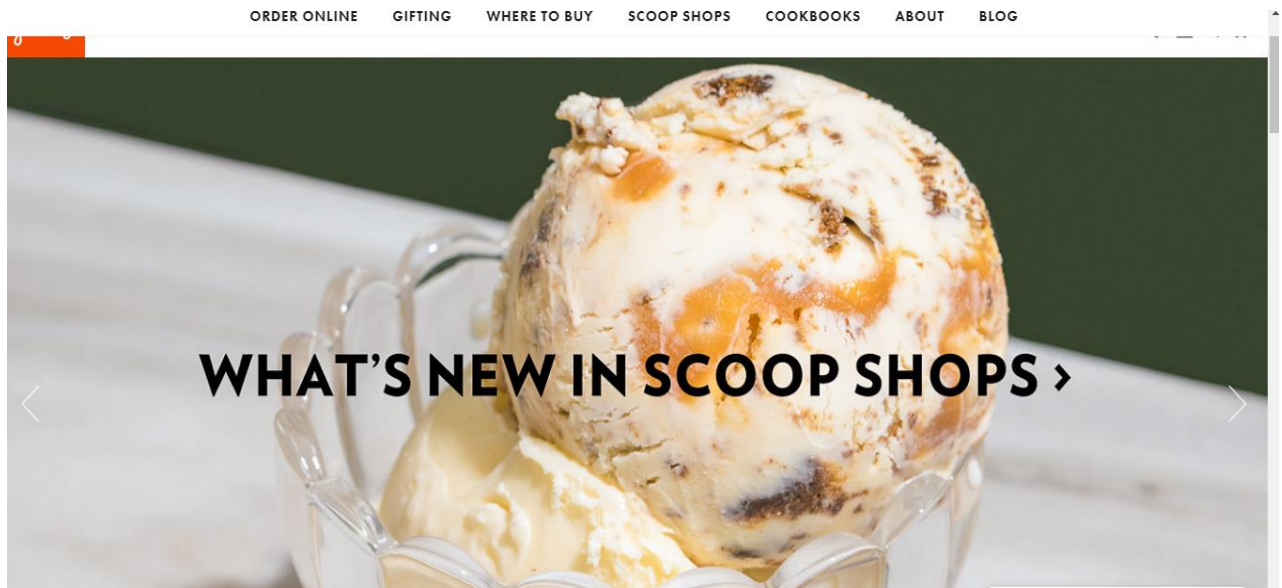 ORDER ONLINE GIFTING WHERE TO BUY SCOOP SHOPS COOKBOOKS ABOUT BLOG
WHAT'S NEW IN SCOOP SHOPS ›